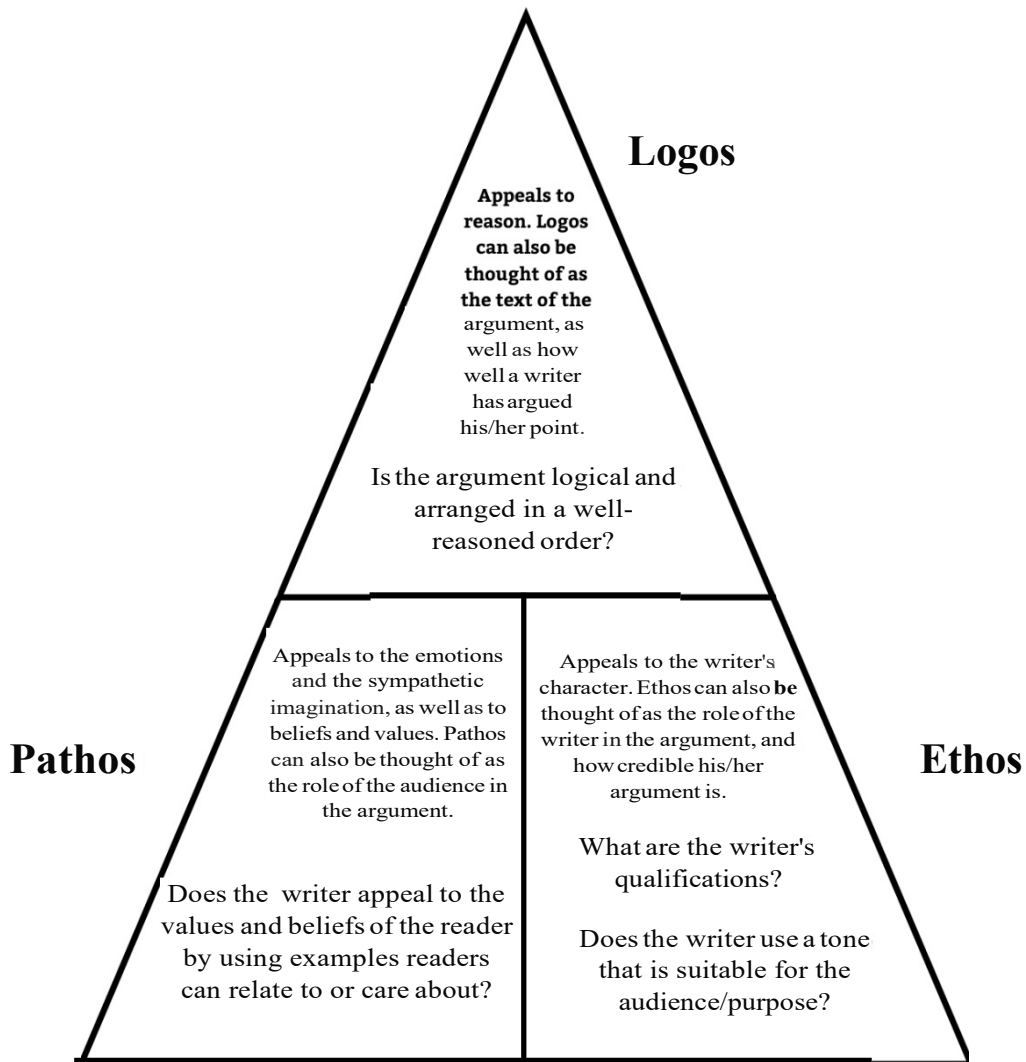 Logos
Appeals to
reason. Logos
can also be
thought of as
the text of the
argument, as
well as how
well a writer
has argued
his/her point.
Is the argument logical and
arranged in a well-
reasoned order?
Pathos
Appeals to the emotions
and the sympathetic
imagination, as well as to
beliefs and values. Pathos
can also be thought of as
the role of the audience in
the argument.
Does the writer appeal to the
values and beliefs of the reader
by using examples readers
can relate to or care about?
Ethos
Appeals to the writer's
character. Ethos can also be
thought of as the role of the
writer in the argument, and
how credible his/her
argument is.
What are the writer's
qualifications?
Does the writer use a tone
that is suitable for the
audience/purpose?